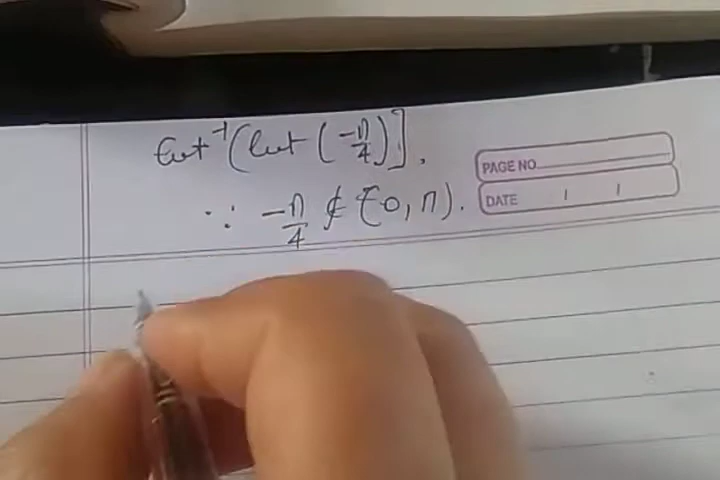 Cot⁻¹(Cot(-π/4)].
∵ -π/4 ∉ (0, π).
PAGE NO.
DATE / /